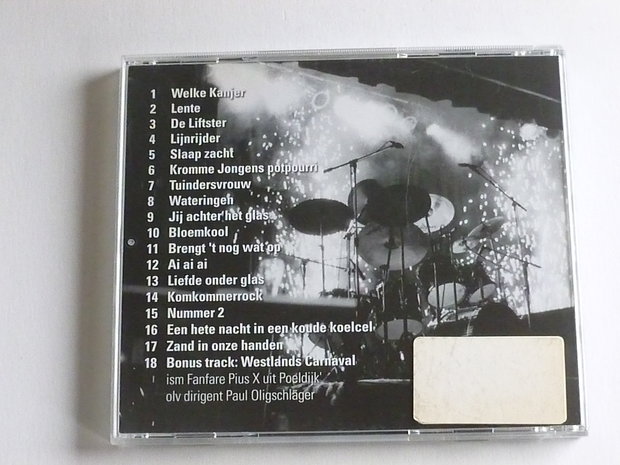 1 Welke Kanjer
2 Lente
3 De Liftster
4 Lijnrijder
5 Slaap zacht
6 Kromme Jongens potpourri
7 Tuindersvrouw
8 Wateringen
9 Jij achter het glas
10 Bloemkool
11 Brengt 't nog wat op
12 Ai ai ai
13 Liefde onder glas
14 Komkommerrock
15 Nummer 2
16 Een hete nacht in een koude koelcel
17 Zand in onze handen
18 Bonus track: Westlands Carnaval
ism Fanfare Pius X uit Poeldijk
olv dirigent Paul Oligschläger